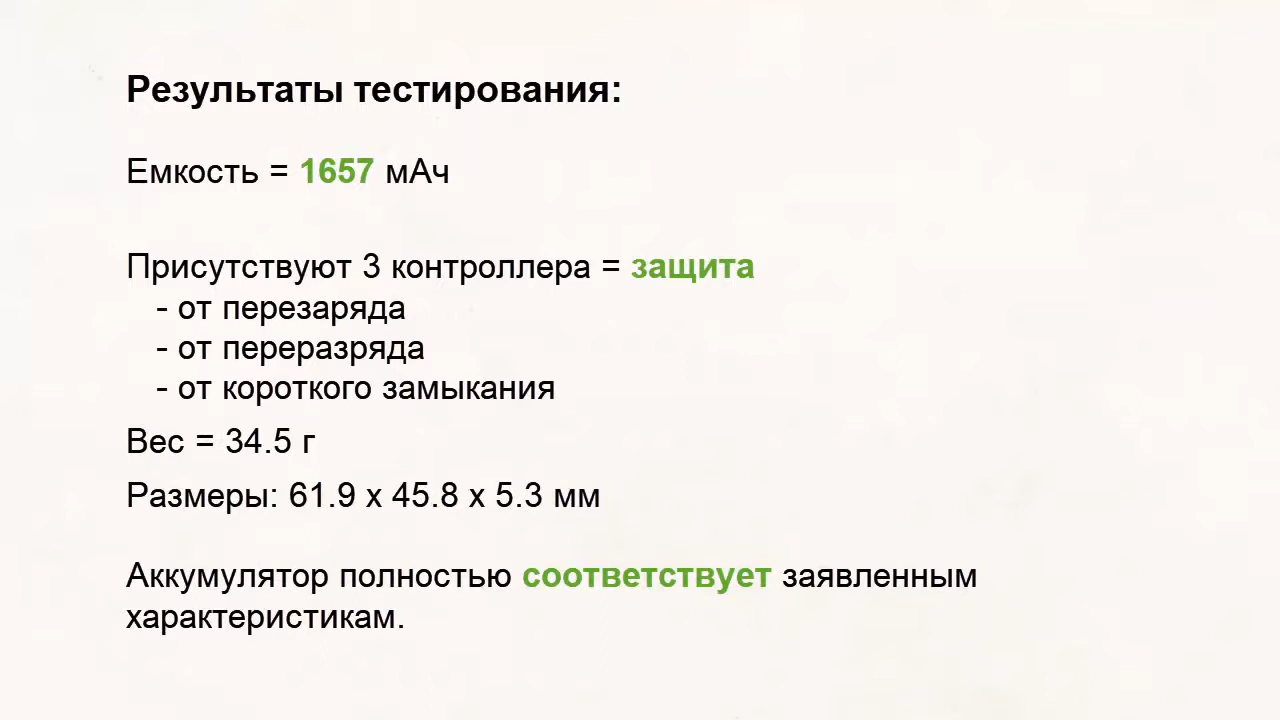 Результаты тестирования:
Емкость = 1657 мАч
Присутствуют 3 контроллера = защита
- от перезаряда
- от переразряда
- от короткого замыкания
Вес = 34.5 г
Размеры: 61.9 x 45.8 x 5.3 мм
Аккумулятор полностью соответствует заявленным
характеристикам.